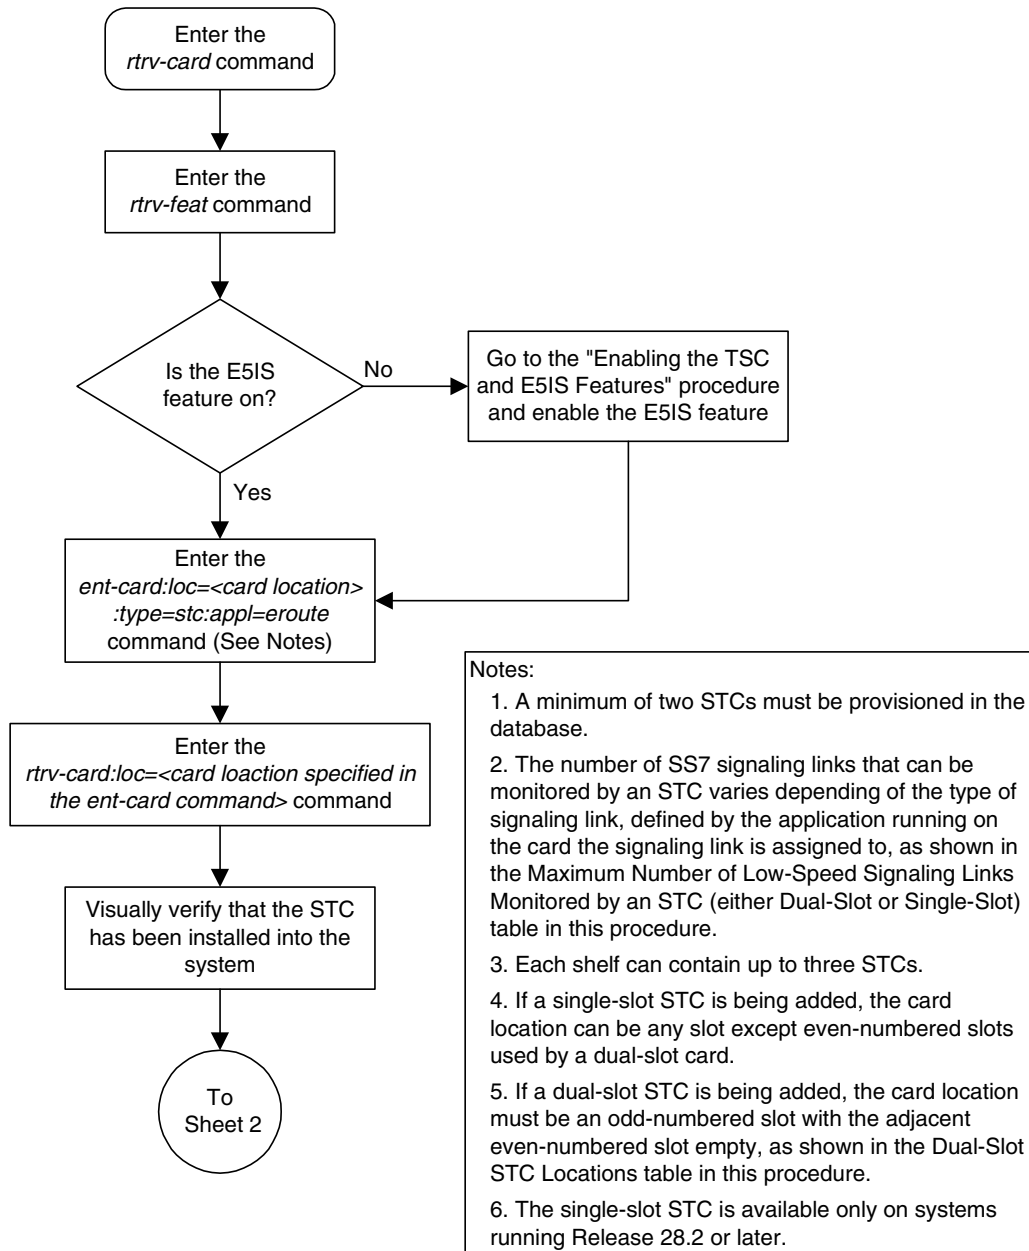 Enter the
rtrv-card command
Enter the
rtrv-feat command
Is the E5IS
feature on?
No
Go to the "Enabling the TSC
and E5IS Features" procedure
and enable the E5IS feature
Yes
Enter the
ent-card:loc=<card location>
:type=stc:appl=eroute
command (See Notes)
Enter the
rtrv-card:loc=<card loaction specified in
the ent-card command> command
Visually verify that the STC
has been installed into the
system
To
Sheet 2
Notes:
1. A minimum of two STCs must be provisioned in the
database.
2. The number of SS7 signaling links that can be
monitored by an STC varies depending of the type of
signaling link, defined by the application running on
the card the signaling link is assigned to, as shown in
the Maximum Number of Low-Speed Signaling Links
Monitored by an STC (either Dual-Slot or Single-Slot)
table in this procedure.
3. Each shelf can contain up to three STCs.
4. If a single-slot STC is being added, the card
location can be any slot except even-numbered slots
used by a dual-slot card.
5. If a dual-slot STC is being added, the card location
must be an odd-numbered slot with the adjacent
even-numbered slot empty, as shown in the Dual-Slot
STC Locations table in this procedure.
6. The single-slot STC is available only on systems
running Release 28.2 or later.